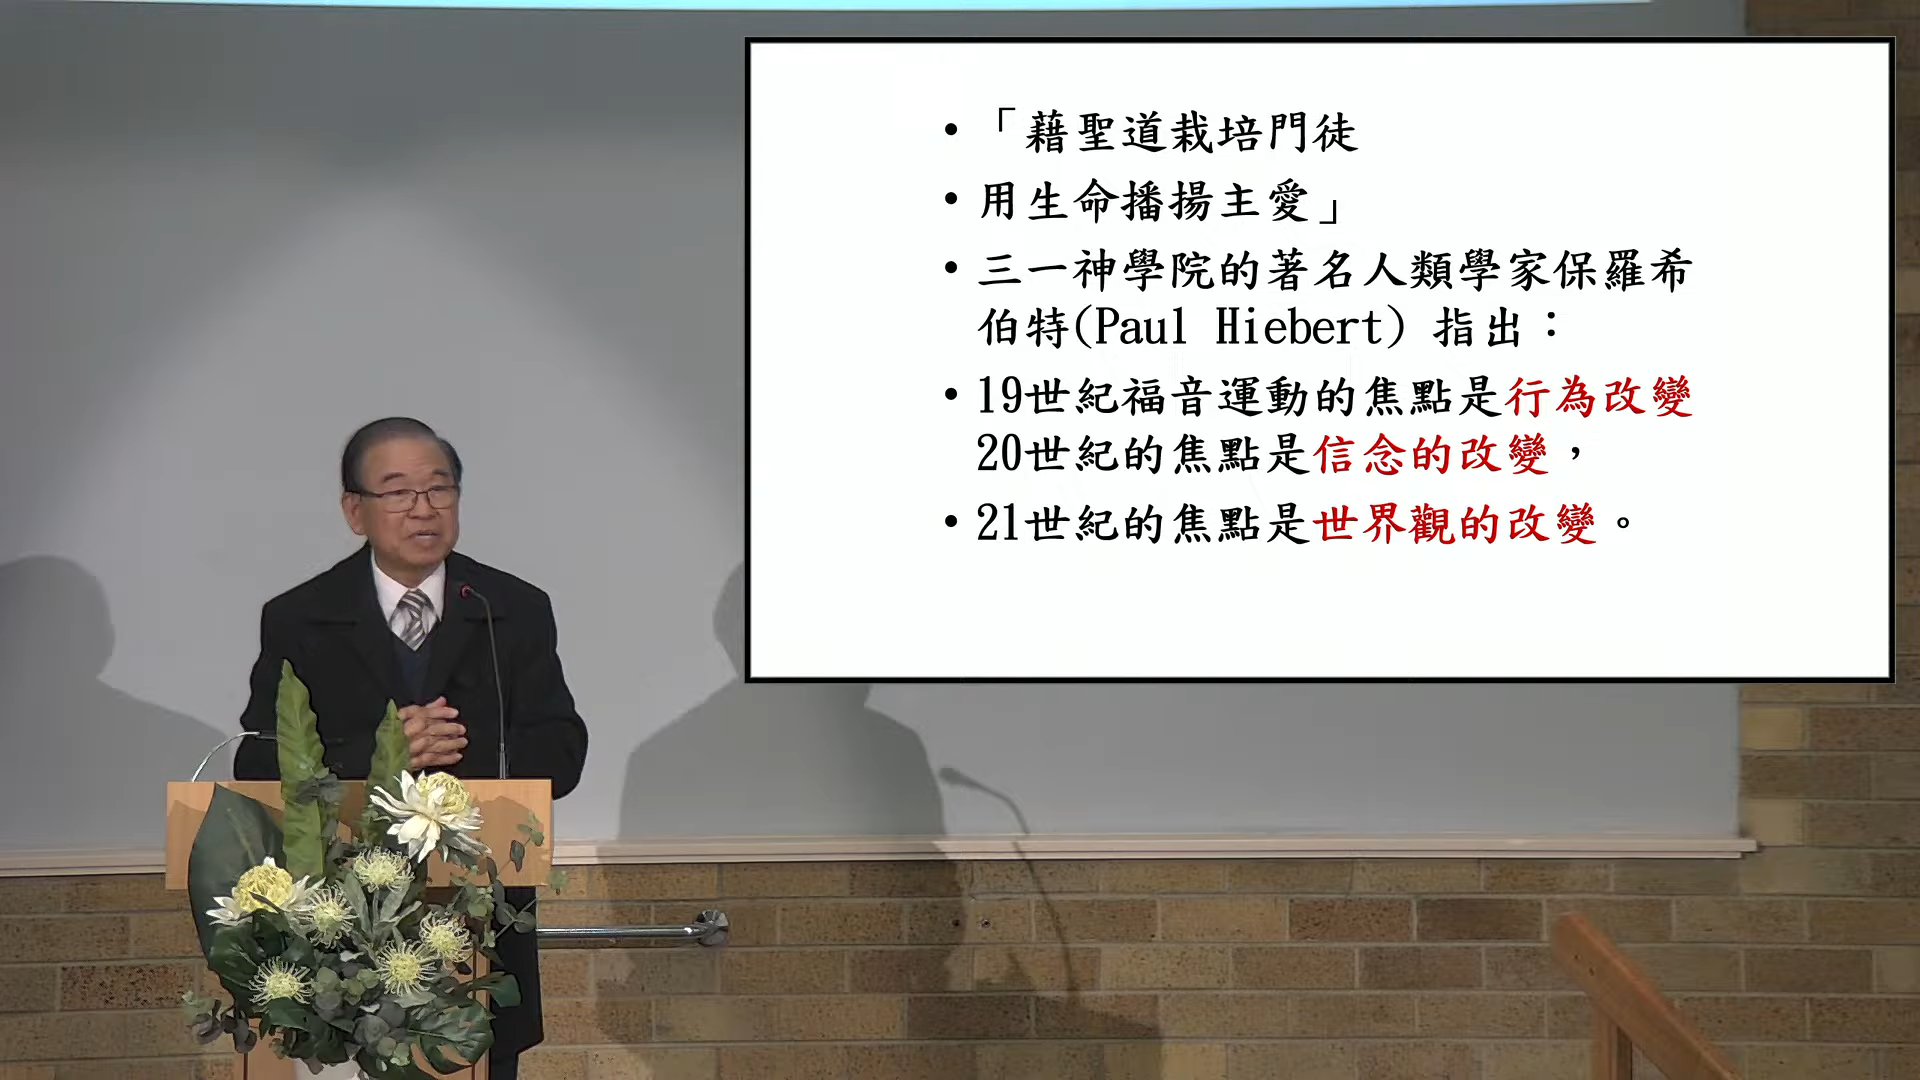 • 「藉聖道栽培門徒
• 用生命播揚主愛」
• 三一神學院的著名人類學家保羅希
伯特(Paul Hiebert) 指出：
• 19世紀福音運動的焦點是行為改變
20世紀的焦點是信念的改變，
• 21世紀的焦點是世界觀的改變。